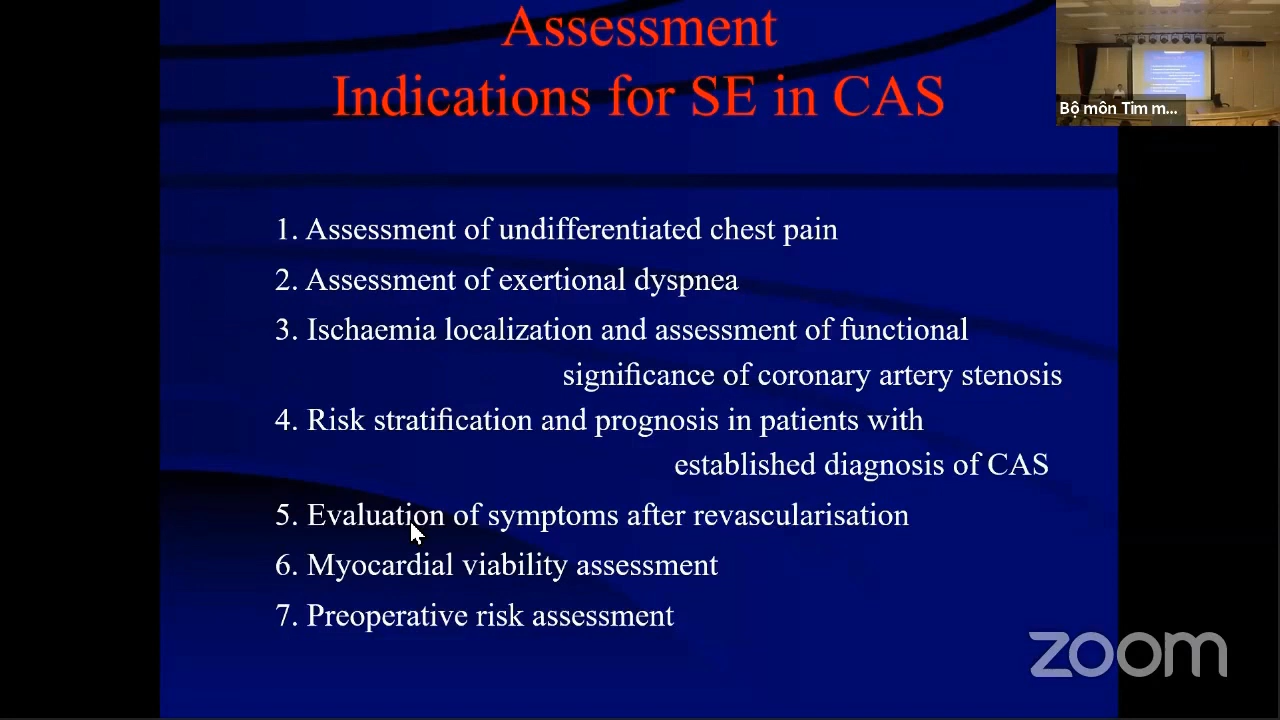 Assessment
Indications for SE in CAS
Bộ môn Tim m...
1. Assessment of undifferentiated chest pain
2. Assessment of exertional dyspnea
3. Ischaemia localization and assessment of functional
significance of coronary artery stenosis
4. Risk stratification and prognosis in patients with
established diagnosis of CAS
5. Evaluation of symptoms after revascularisation
6. Myocardial viability assessment
7. Preoperative risk assessment
zoom